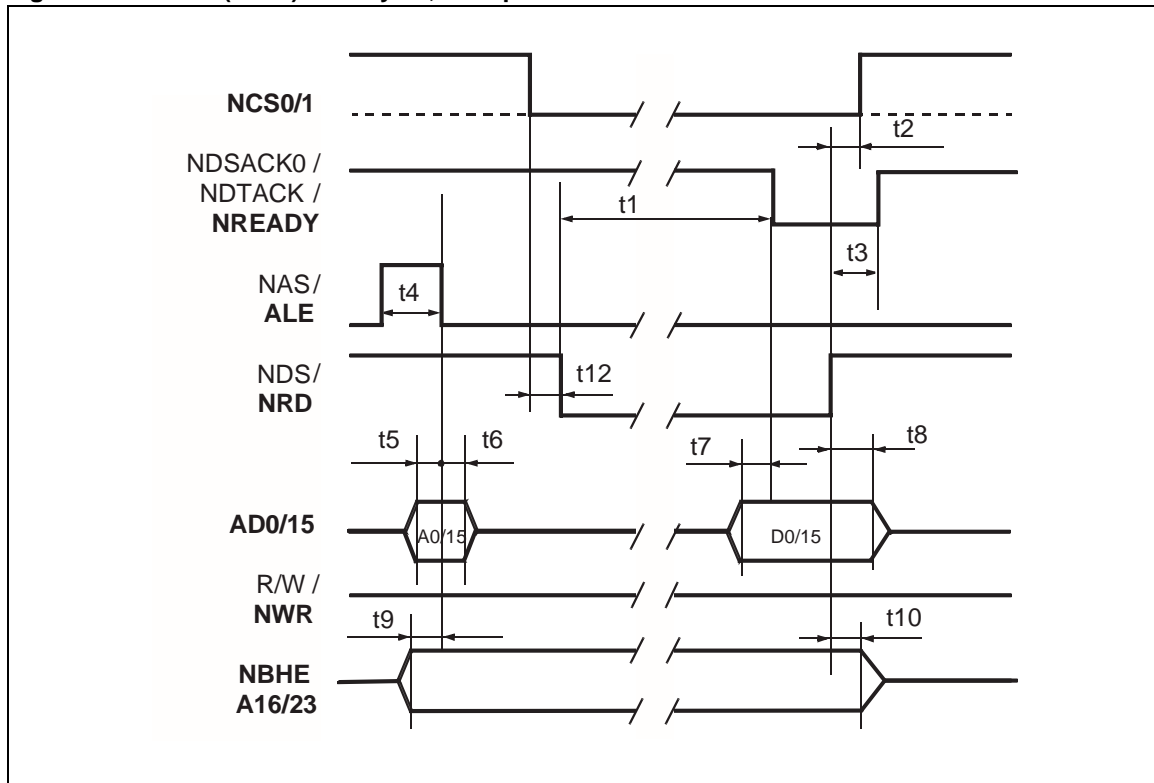 NCS0/1
t2
NDSACK0 /
NDTACK /
NREADY
t1
t3
NAS/
ALE
t4
NDS/
NRD
t12
t5
t6
t7
t8
AD0/15
A0/15
D0/15
R/W /
NWR
t9
t10
NBHE
A16/23